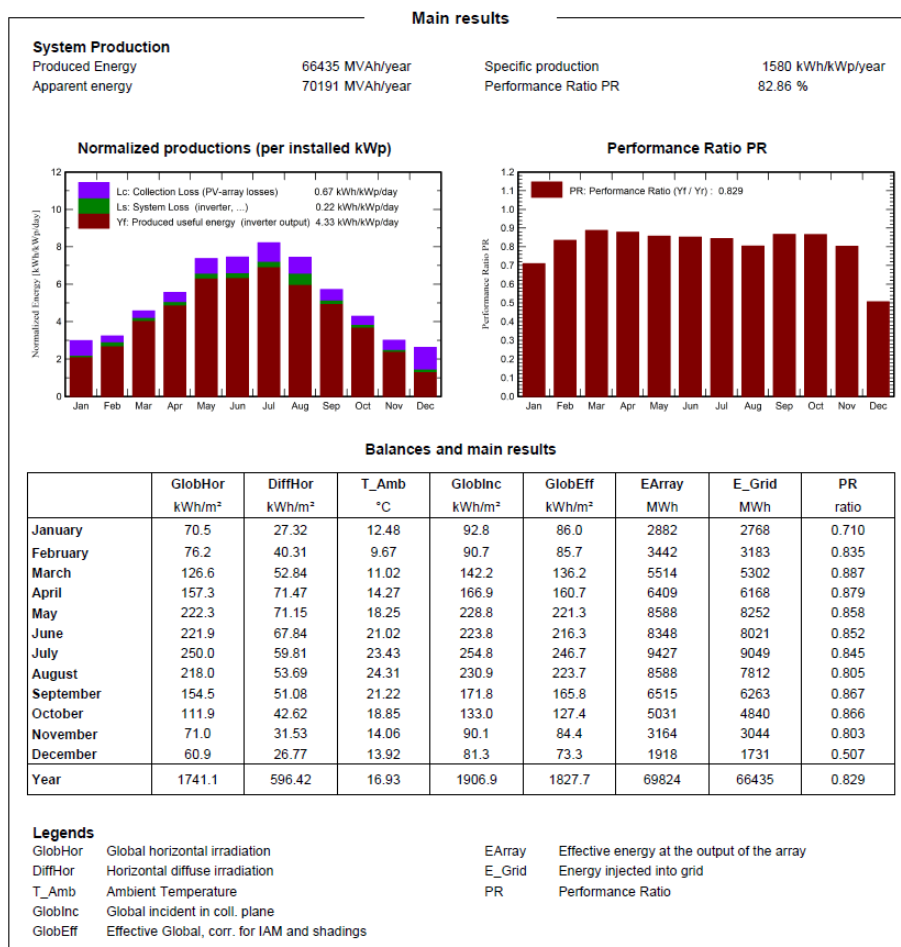 Main results
System Production
Produced Energy 66435 MVAh/year Specific production 1580 kWh/kWp/year
Apparent energy 70191 MVAh/year Performance Ratio PR 82.86 %
Normalized productions (per installed kWp)
Normalized Energy [kWh/kWp/day]
12
10
8
6
4
2
0
Lc: Collection Loss (PV-array losses) 0.67 kWh/kWp/day
Ls: System Loss (inverter, ...) 0.22 kWh/kWp/day
Yf: Produced useful energy (inverter output) 4.33 kWh/kWp/day
Jan Feb Mar Apr May Jun Jul Aug Sep Oct Nov Dec
Performance Ratio PR
Performance Ratio PR
1.2
1.1
1.0
0.9
0.8
0.7
0.6
0.5
0.4
0.3
0.2
0.1
0.0
PR: Performance Ratio (Yf / Yr) : 0.829
Jan Feb Mar Apr May Jun Jul Aug Sep Oct Nov Dec
Balances and main results
GlobHor DiffHor T_Amb GlobInc GlobEff EArray E_Grid PR
kWh/m² kWh/m² °C kWh/m² kWh/m² MWh MWh ratio
January 70.5 27.32 12.48 92.8 86.0 2882 2768 0.710
February 76.2 40.31 9.67 90.7 85.7 3442 3183 0.835
March 126.6 52.84 11.02 142.2 136.2 5514 5302 0.887
April 157.3 71.47 14.27 166.9 160.7 6409 6168 0.879
May 222.3 71.15 18.25 228.8 221.3 8588 8252 0.858
June 221.9 67.84 21.02 223.8 216.3 8348 8021 0.852
July 250.0 59.81 23.43 254.8 246.7 9427 9049 0.845
August 218.0 53.69 24.31 230.9 223.7 8588 7812 0.805
September 154.5 51.08 21.22 171.8 165.8 6515 6263 0.867
October 111.9 42.62 18.85 133.0 127.4 5031 4840 0.866
November 71.0 31.53 14.06 90.1 84.4 3164 3044 0.803
December 60.9 26.77 13.92 81.3 73.3 1918 1731 0.507
Year 1741.1 596.42 16.93 1906.9 1827.7 69824 66435 0.829
Legends
GlobHor Global horizontal irradiation EArray Effective energy at the output of the array
DiffHor Horizontal diffuse irradiation E_Grid Energy injected into grid
T_Amb Ambient Temperature PR Performance Ratio
GlobInc Global incident in coll. plane
GlobEff Effective Global, corr. for IAM and shadings